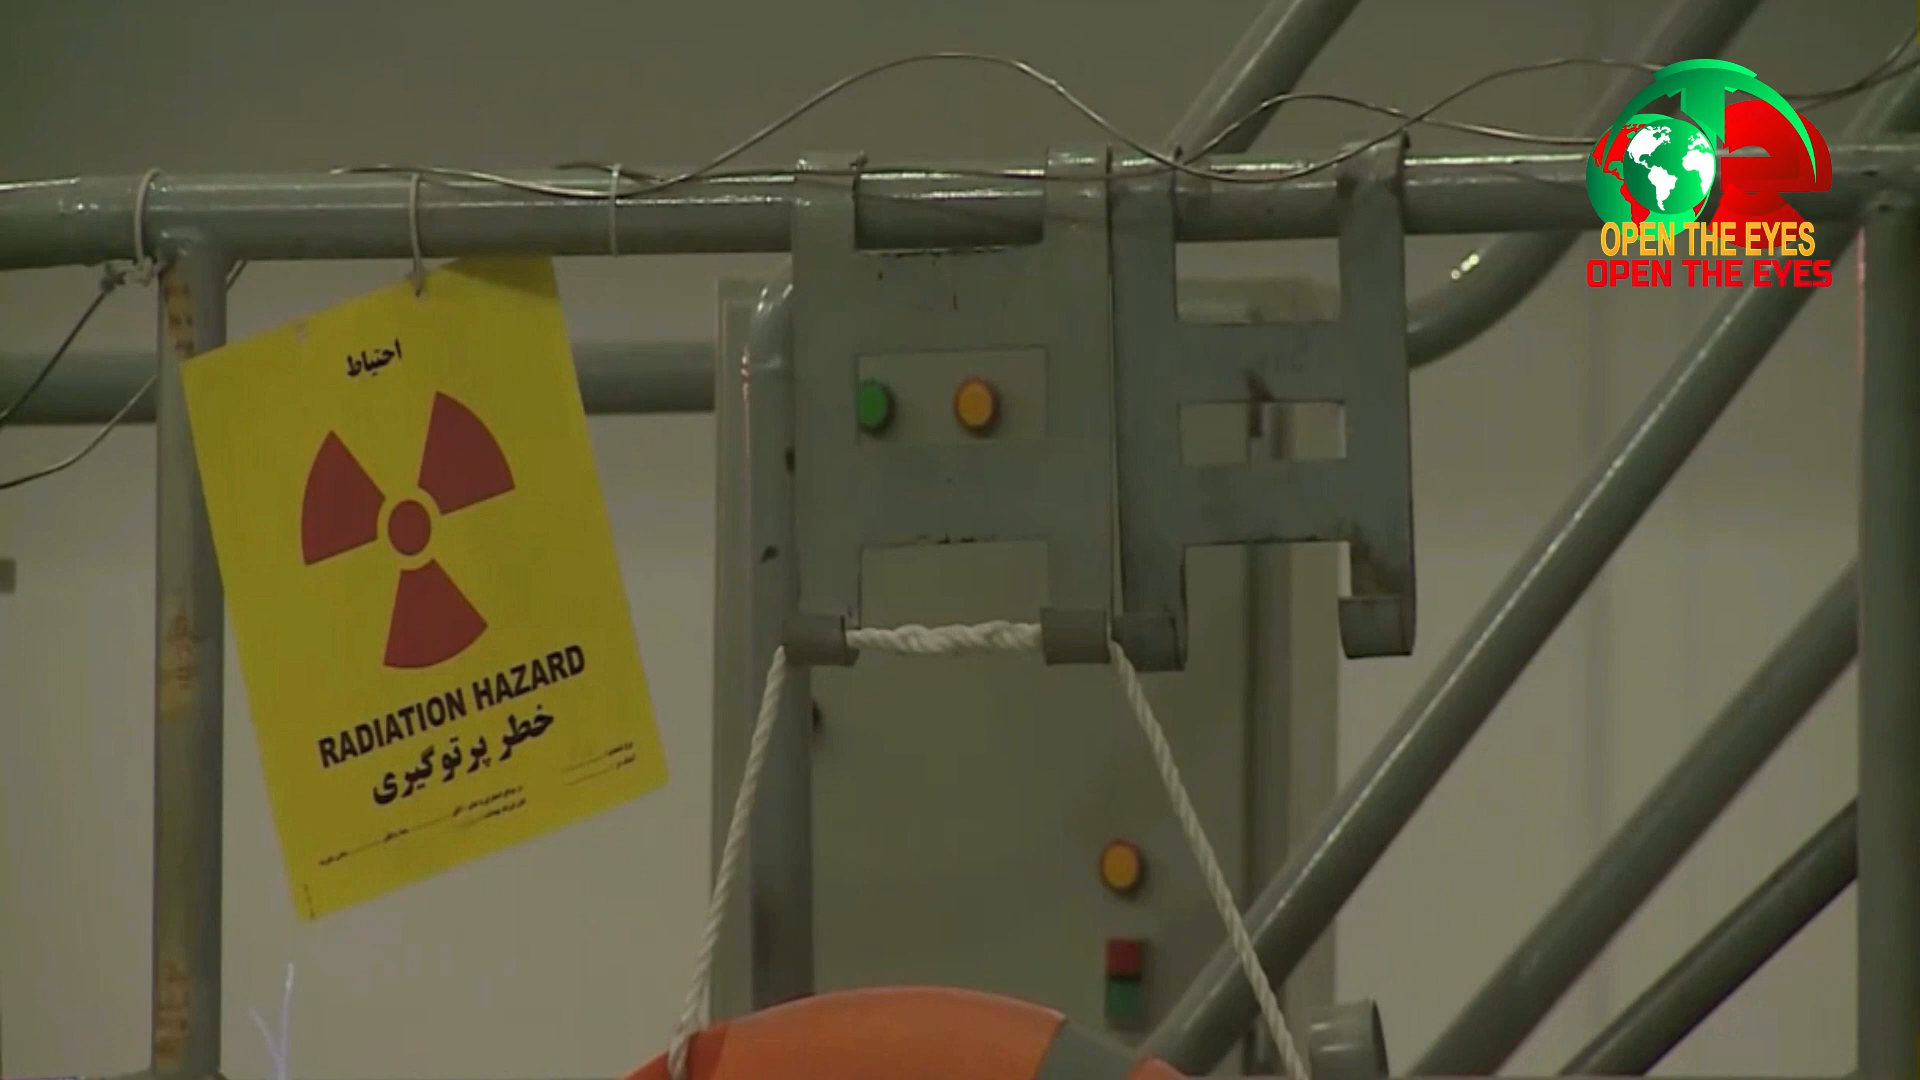 احتیاط
RADIATION HAZARD
خطر پرتوگیری
OPEN THE EYES
OPEN THE EYES